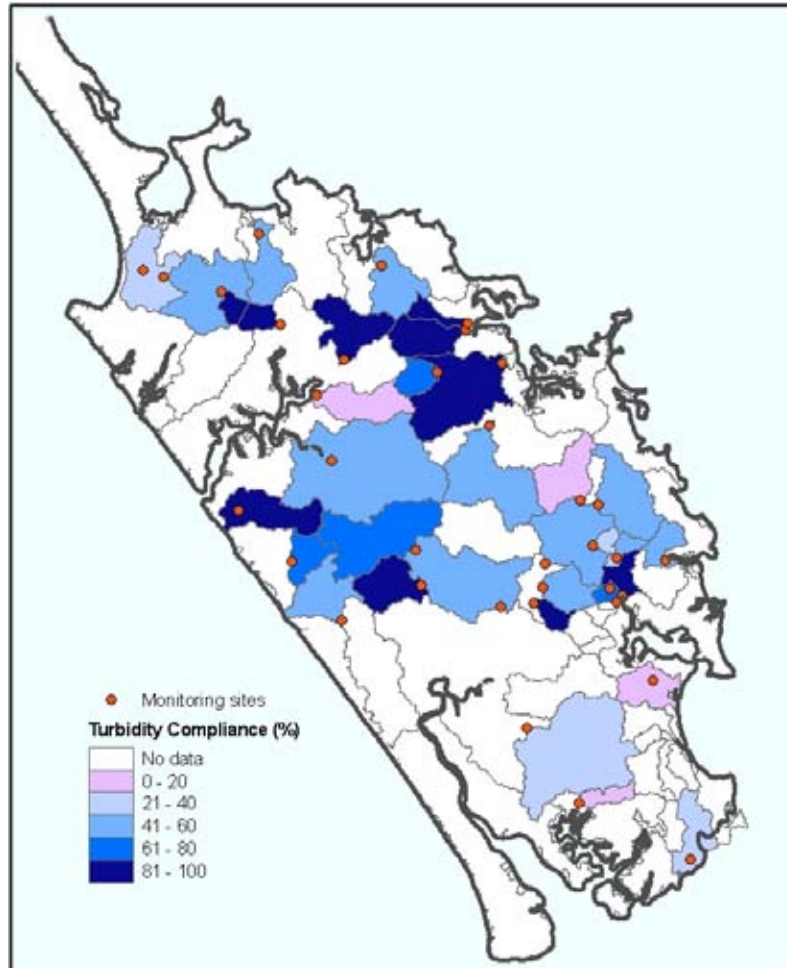 Monitoring sites
Turbidity Compliance (%)
No data
0 - 20
21 - 40
41 - 60
61 - 80
81 - 100